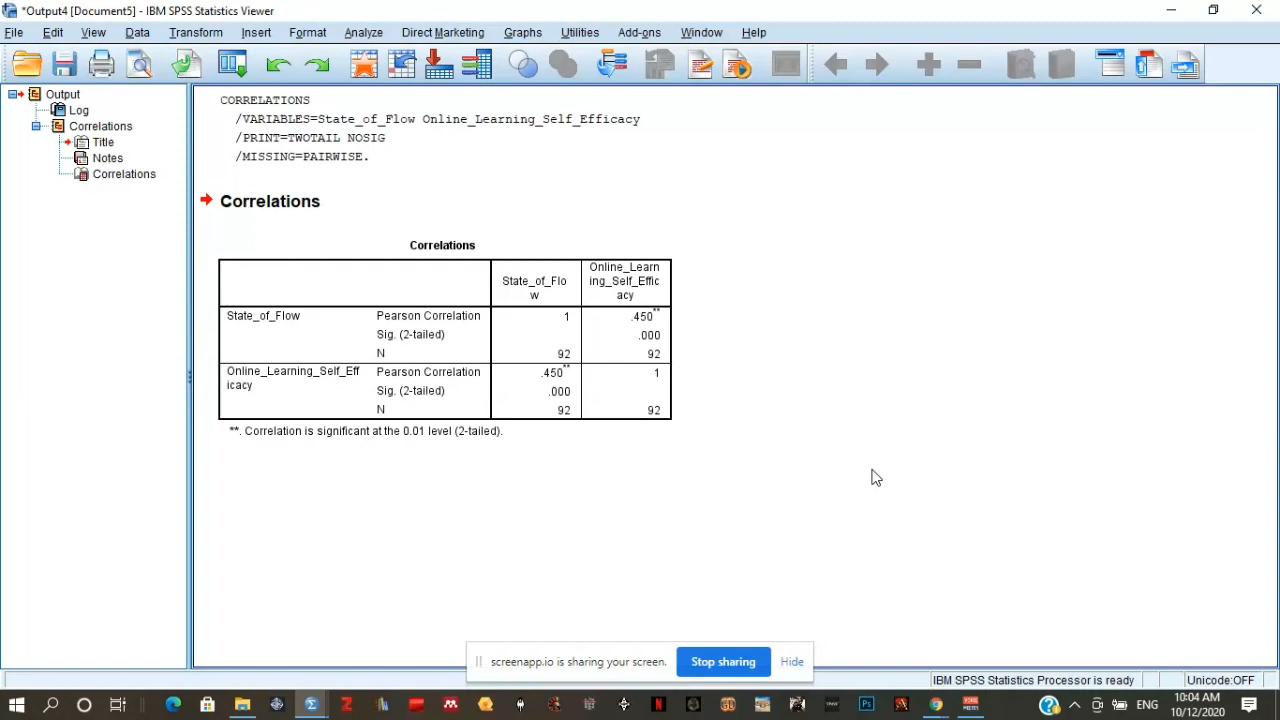 *Output4 [Document5] - IBM SPSS Statistics Viewer
File Edit View Data Transform Insert Format Analyze Direct Marketing Graphs Utilities Add-ons Window Help
Output
Log
Correlations
Title
Notes
Correlations
CORRELATIONS
/VARIABLES=State_of_Flow Online_Learning_Self_Efficacy
/PRINT=TWOTAIL NOSIG
/MISSING=PAIRWISE.
Correlations
Correlations
State_of_Flo
w
Online_Learn
ing_Self_Effic
acy
State_of_Flow Pearson Correlation 1 .450**
Sig. (2-tailed) .000
N 92 92
Online_Learning_Self_Eff
icacy
Pearson Correlation .450** 1
Sig. (2-tailed) .000
N 92 92
**. Correlation is significant at the 0.01 level (2-tailed).
screenapp.io is sharing your screen. Stop sharing Hide
IBM SPSS Statistics Processor is ready Unicode:OFF
ENG
10:04 AM
10/12/2020